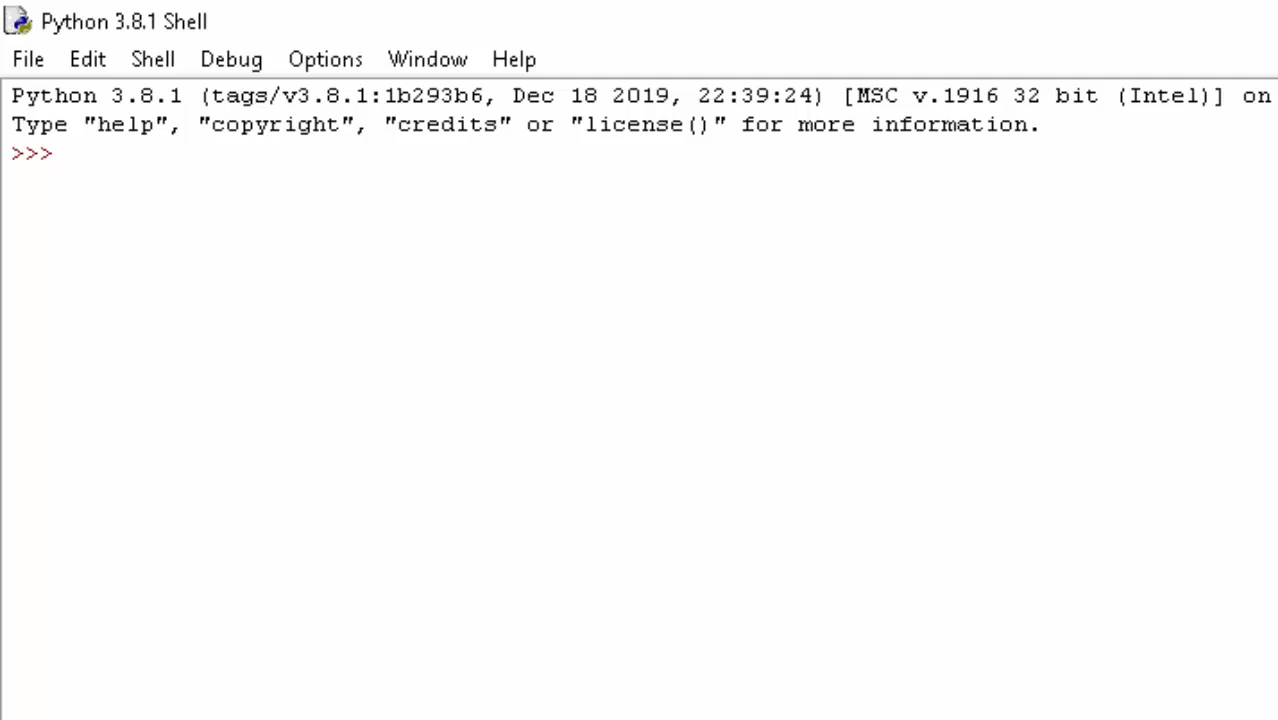 Python 3.8.1 Shell
File Edit Shell Debug Options Window Help
Python 3.8.1 (tags/v3.8.1:1b293b6, Dec 18 2019, 22:39:24) [MSC v.1916 32 bit (Intel)] on
Type "help", "copyright", "credits" or "license()" for more information.
>>>